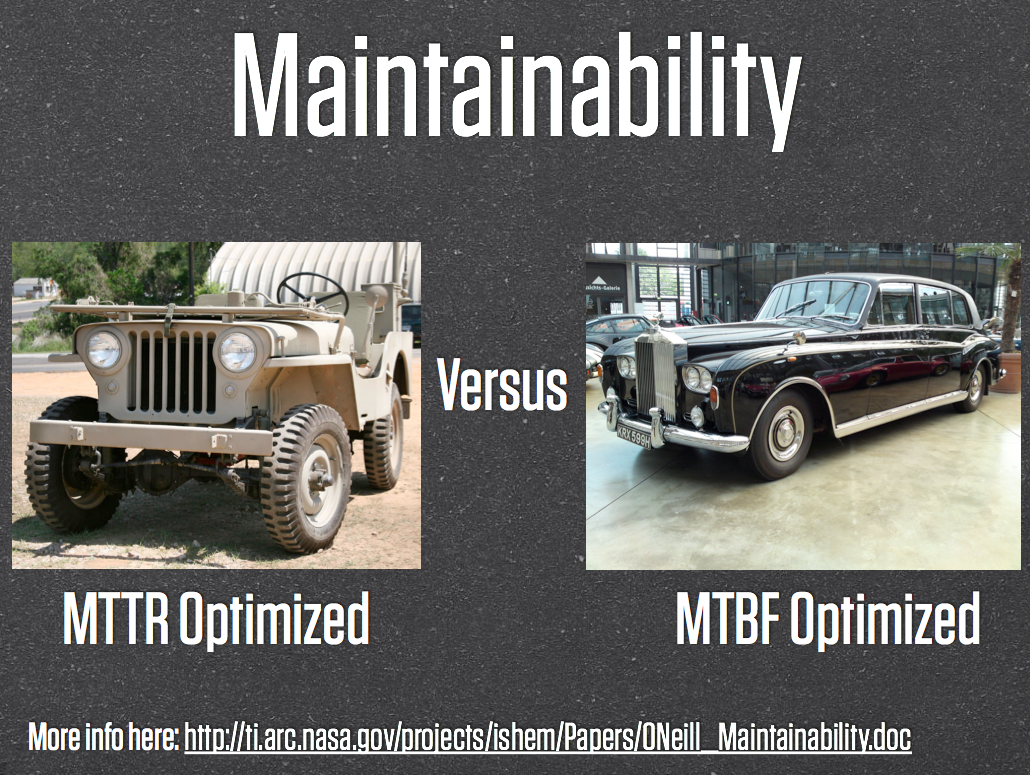 Maintainability
Versus
MTTR Optimized
MTBF Optimized
More info here: http://ti.arc.nasa.gov/projects/ishem/Papers/ONeill_Maintainability.doc
KRX599H